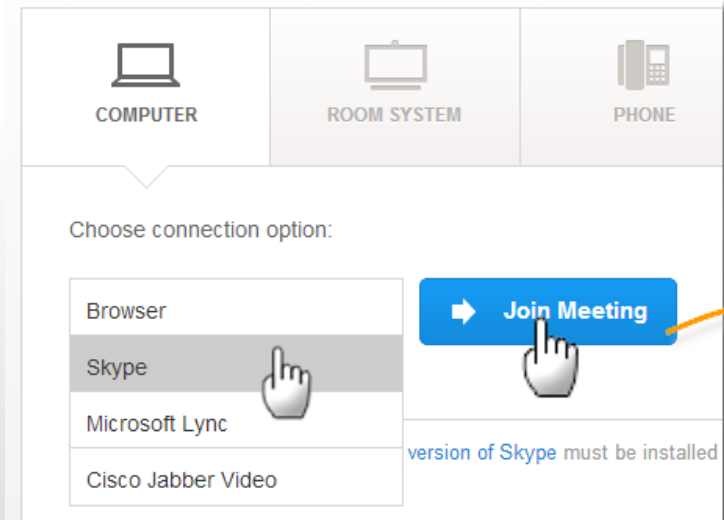 COMPUTER
ROOM SYSTEM
PHONE
Choose connection option:
Browser
Join Meeting
Skype
Microsoft Lync
version of Skype must be installed
Cisco Jabber Video